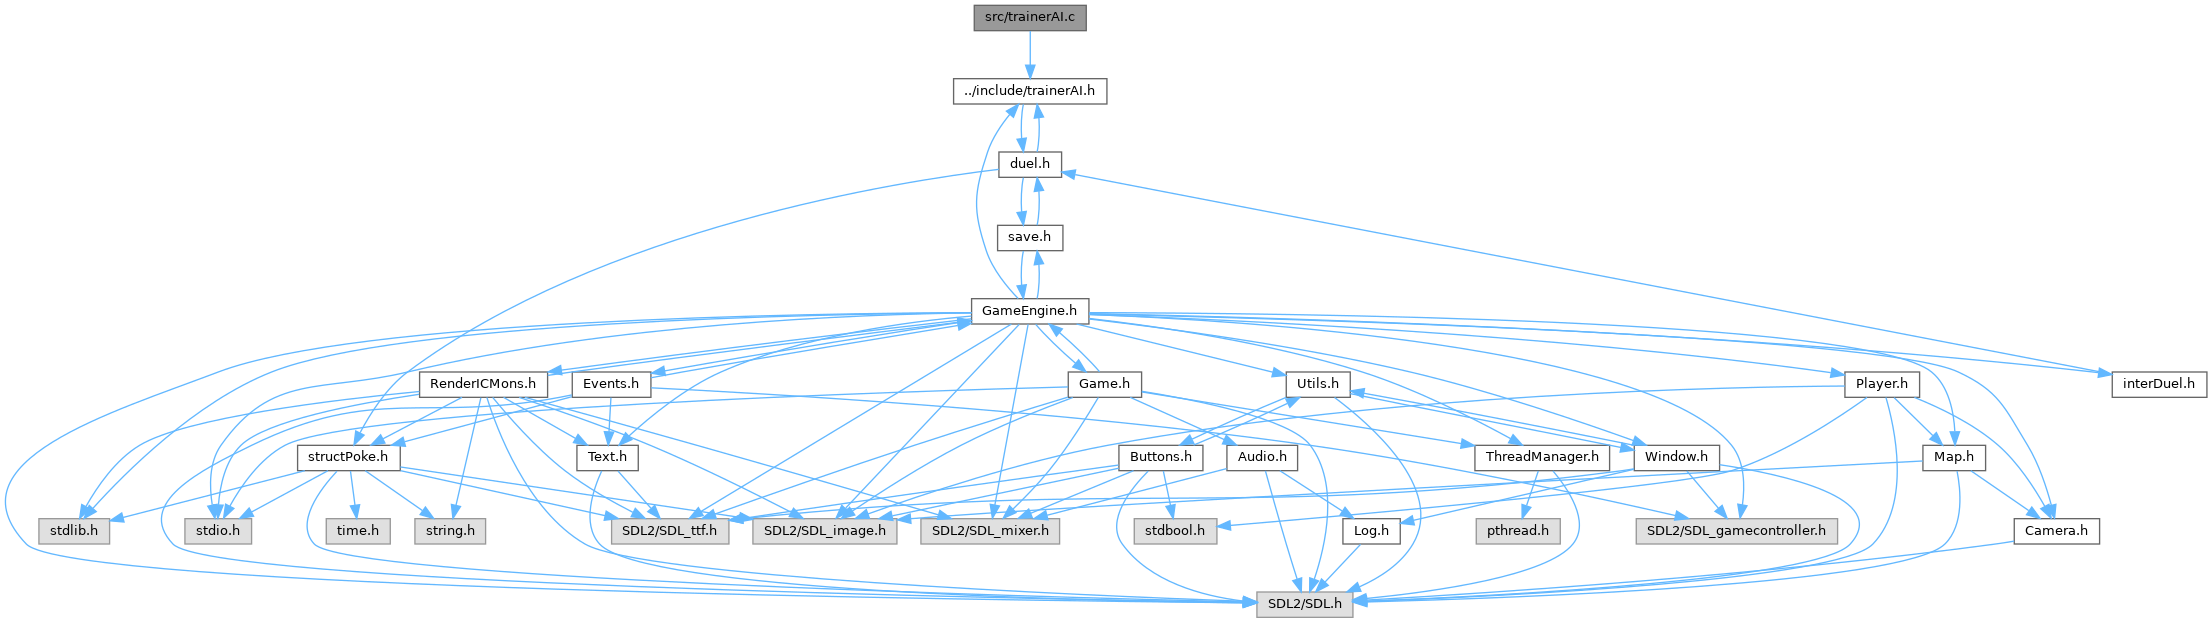 src/trainerAI.c
../include/trainerAI.h
duel.h
save.h
GameEngine.h
RenderICMons.h
Events.h
Game.h
Utils.h
Player.h
interDuel.h
structPoke.h
Text.h
Buttons.h
Audio.h
ThreadManager.h
Window.h
Map.h
stdlib.h
stdio.h
time.h
string.h
SDL2/SDL_ttf.h
SDL2/SDL_image.h
SDL2/SDL_mixer.h
stdbool.h
Log.h
pthread.h
SDL2/SDL_gamecontroller.h
Camera.h
SDL2/SDL.h